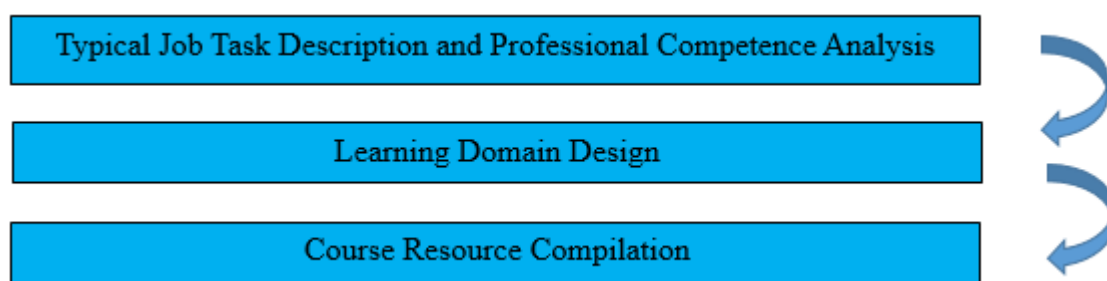 Typical Job Task Description and Professional Competence Analysis
Learning Domain Design
Course Resource Compilation